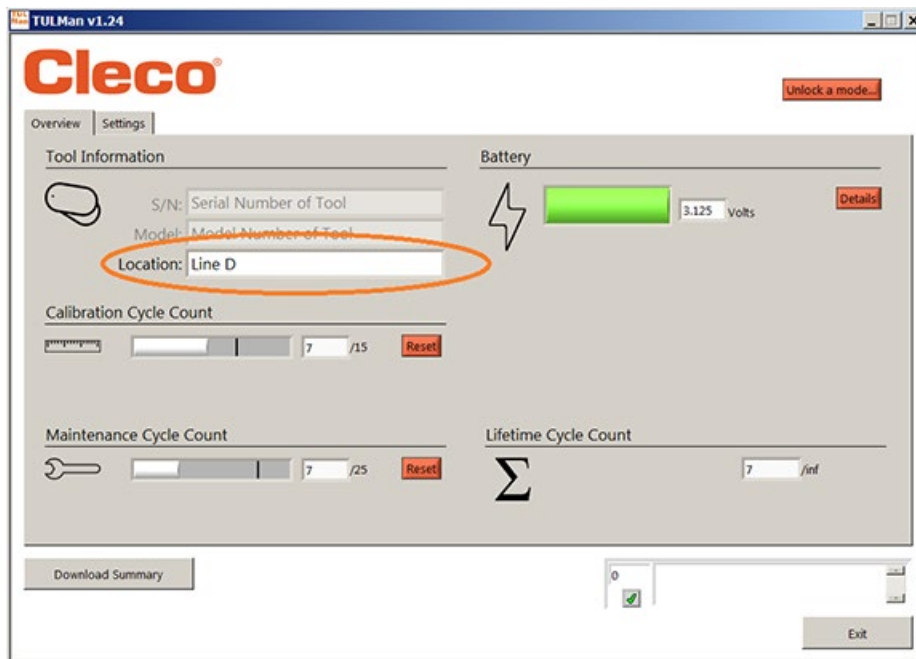 TULMan v1.24
Cleco®
Unlock a mode...
Overview Settings
Tool Information
S/N: Serial Number of Tool
Model: Model Number of Tool
Location: Line D
Battery
3.125 Volts
Details
Calibration Cycle Count
7 /15 Reset
Maintenance Cycle Count
7 /25 Reset
Lifetime Cycle Count
Σ
7 /inf
Download Summary
0
Exit